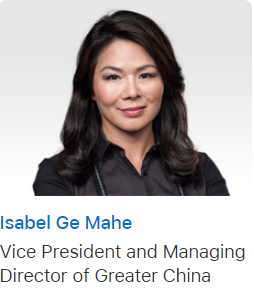 Isabel Ge Mahe
Vice President and Managing
Director of Greater China